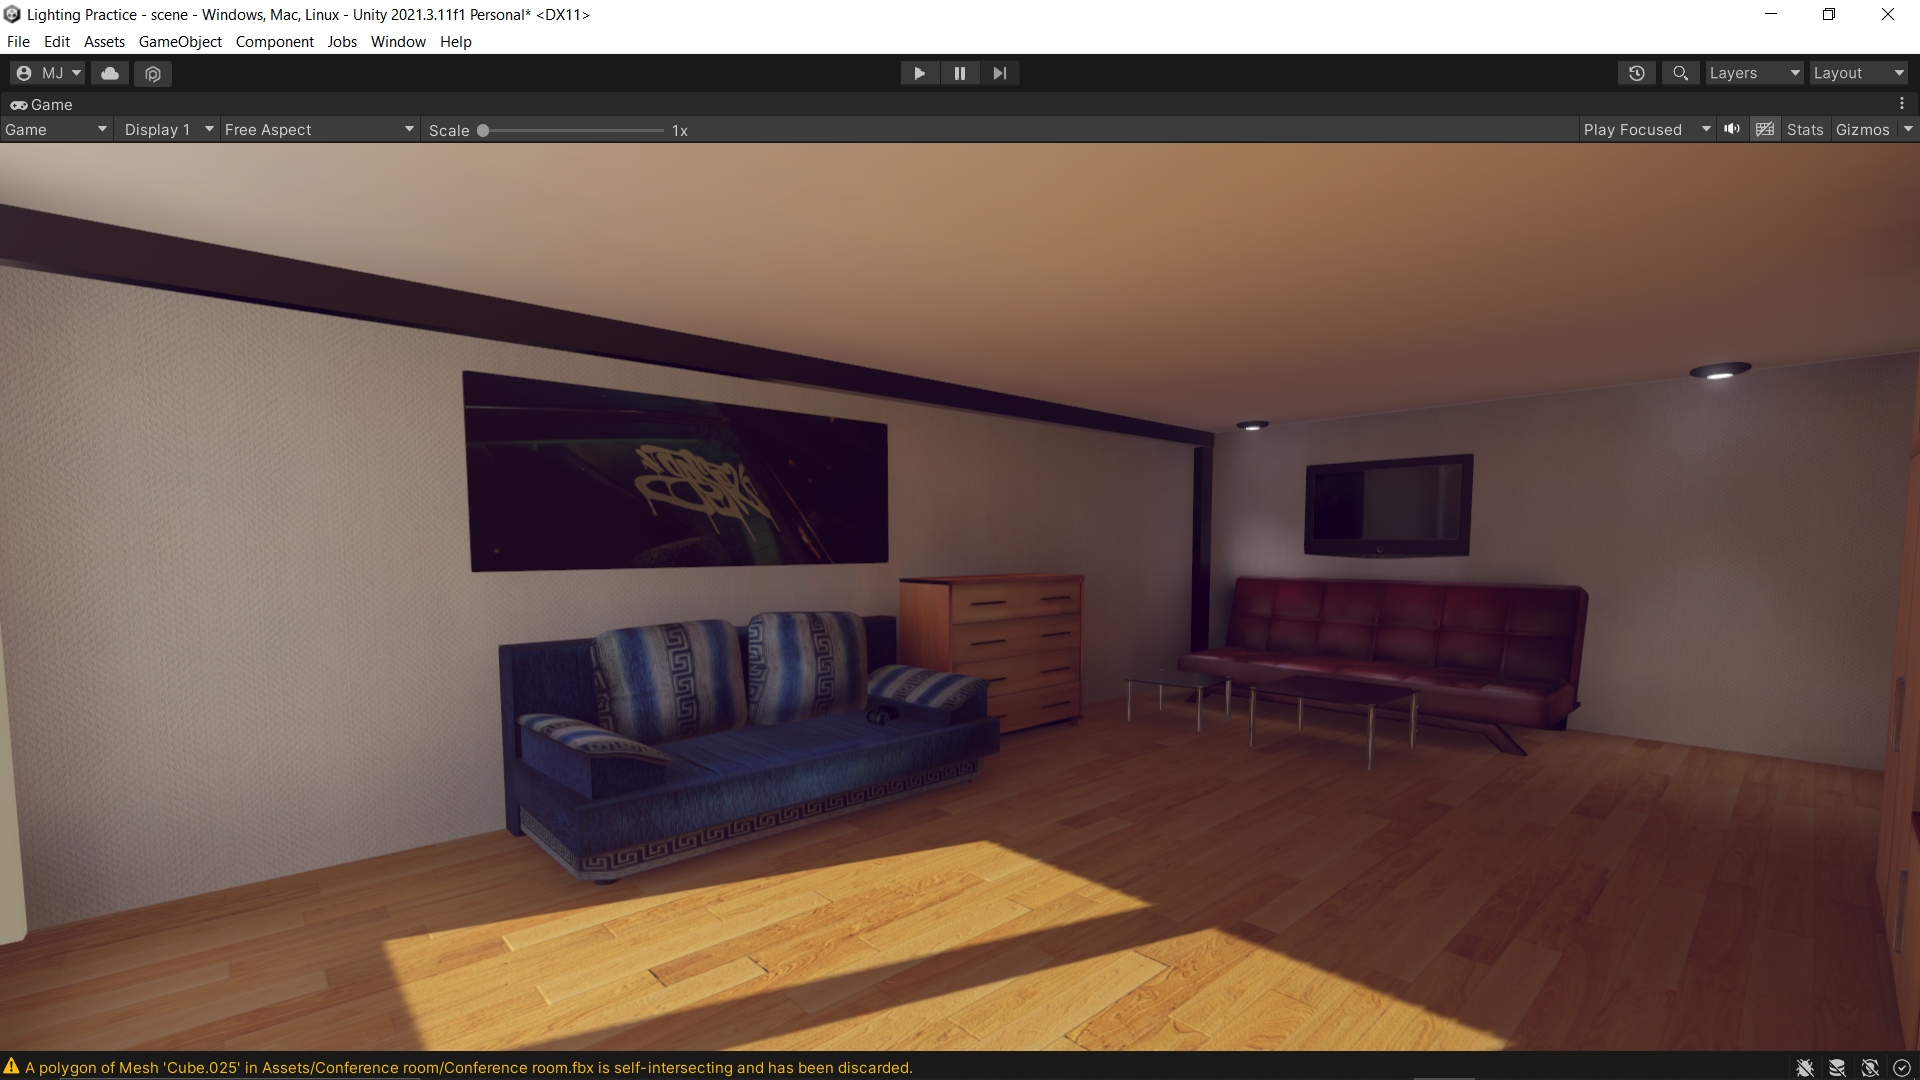 Lighting Practice - scene - Windows, Mac, Linux - Unity 2021.3.11f1 Personal* <DX11>
File Edit Assets GameObject Component Jobs Window Help
MJ Layers Layout
Game
Game Display 1 Free Aspect Scale 1x Play Focused Stats Gizmos
A polygon of Mesh 'Cube.025' in Assets/Conference room/Conference room.fbx is self-intersecting and has been discarded.